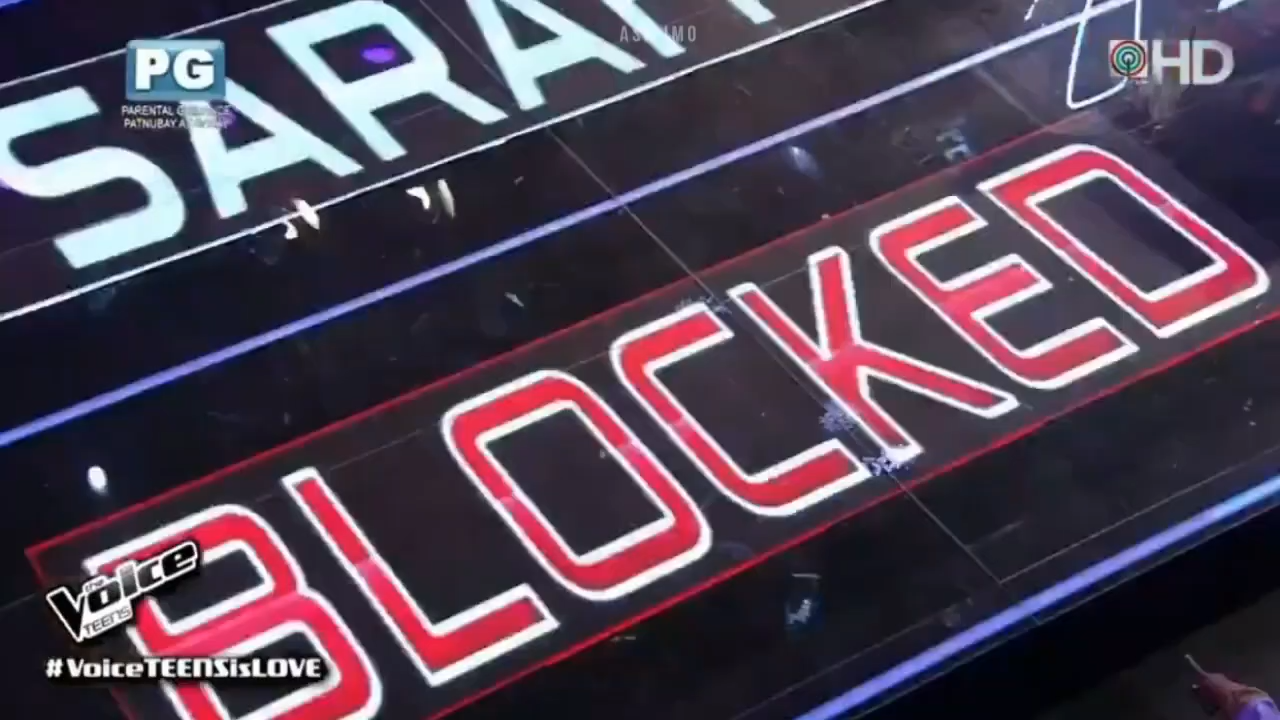 SARAH
PG
PARENTAL GUIDANCE
HD
BLOCKED
the
Voice
TEENS
#VoiceTEENSisLOVE